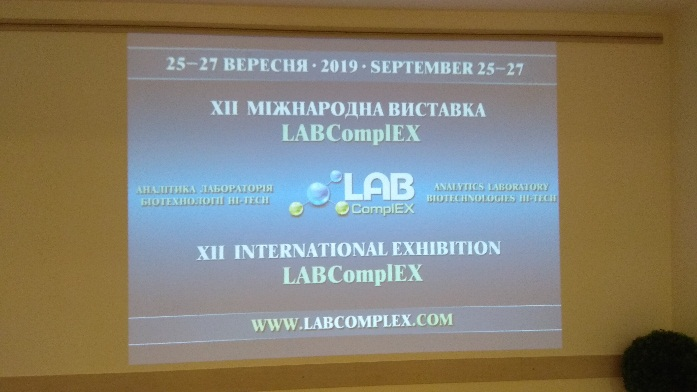 25–27 ВЕРЕСНЯ · 2019 · SEPTEMBER 25–27
XII МІЖНАРОДНА ВИСТАВКА
LABComplEX
АНАЛІТИКА ЛАБОРАТОРІЯ
БІОТЕХНОЛОГІЇ HI-TECH
LAB
ComplEX
ANALYTICS LABORATORY
BIOTECHNOLOGIES HI-TECH
XII INTERNATIONAL EXHIBITION
LABComplEX
WWW.LABCOMPLEX.COM